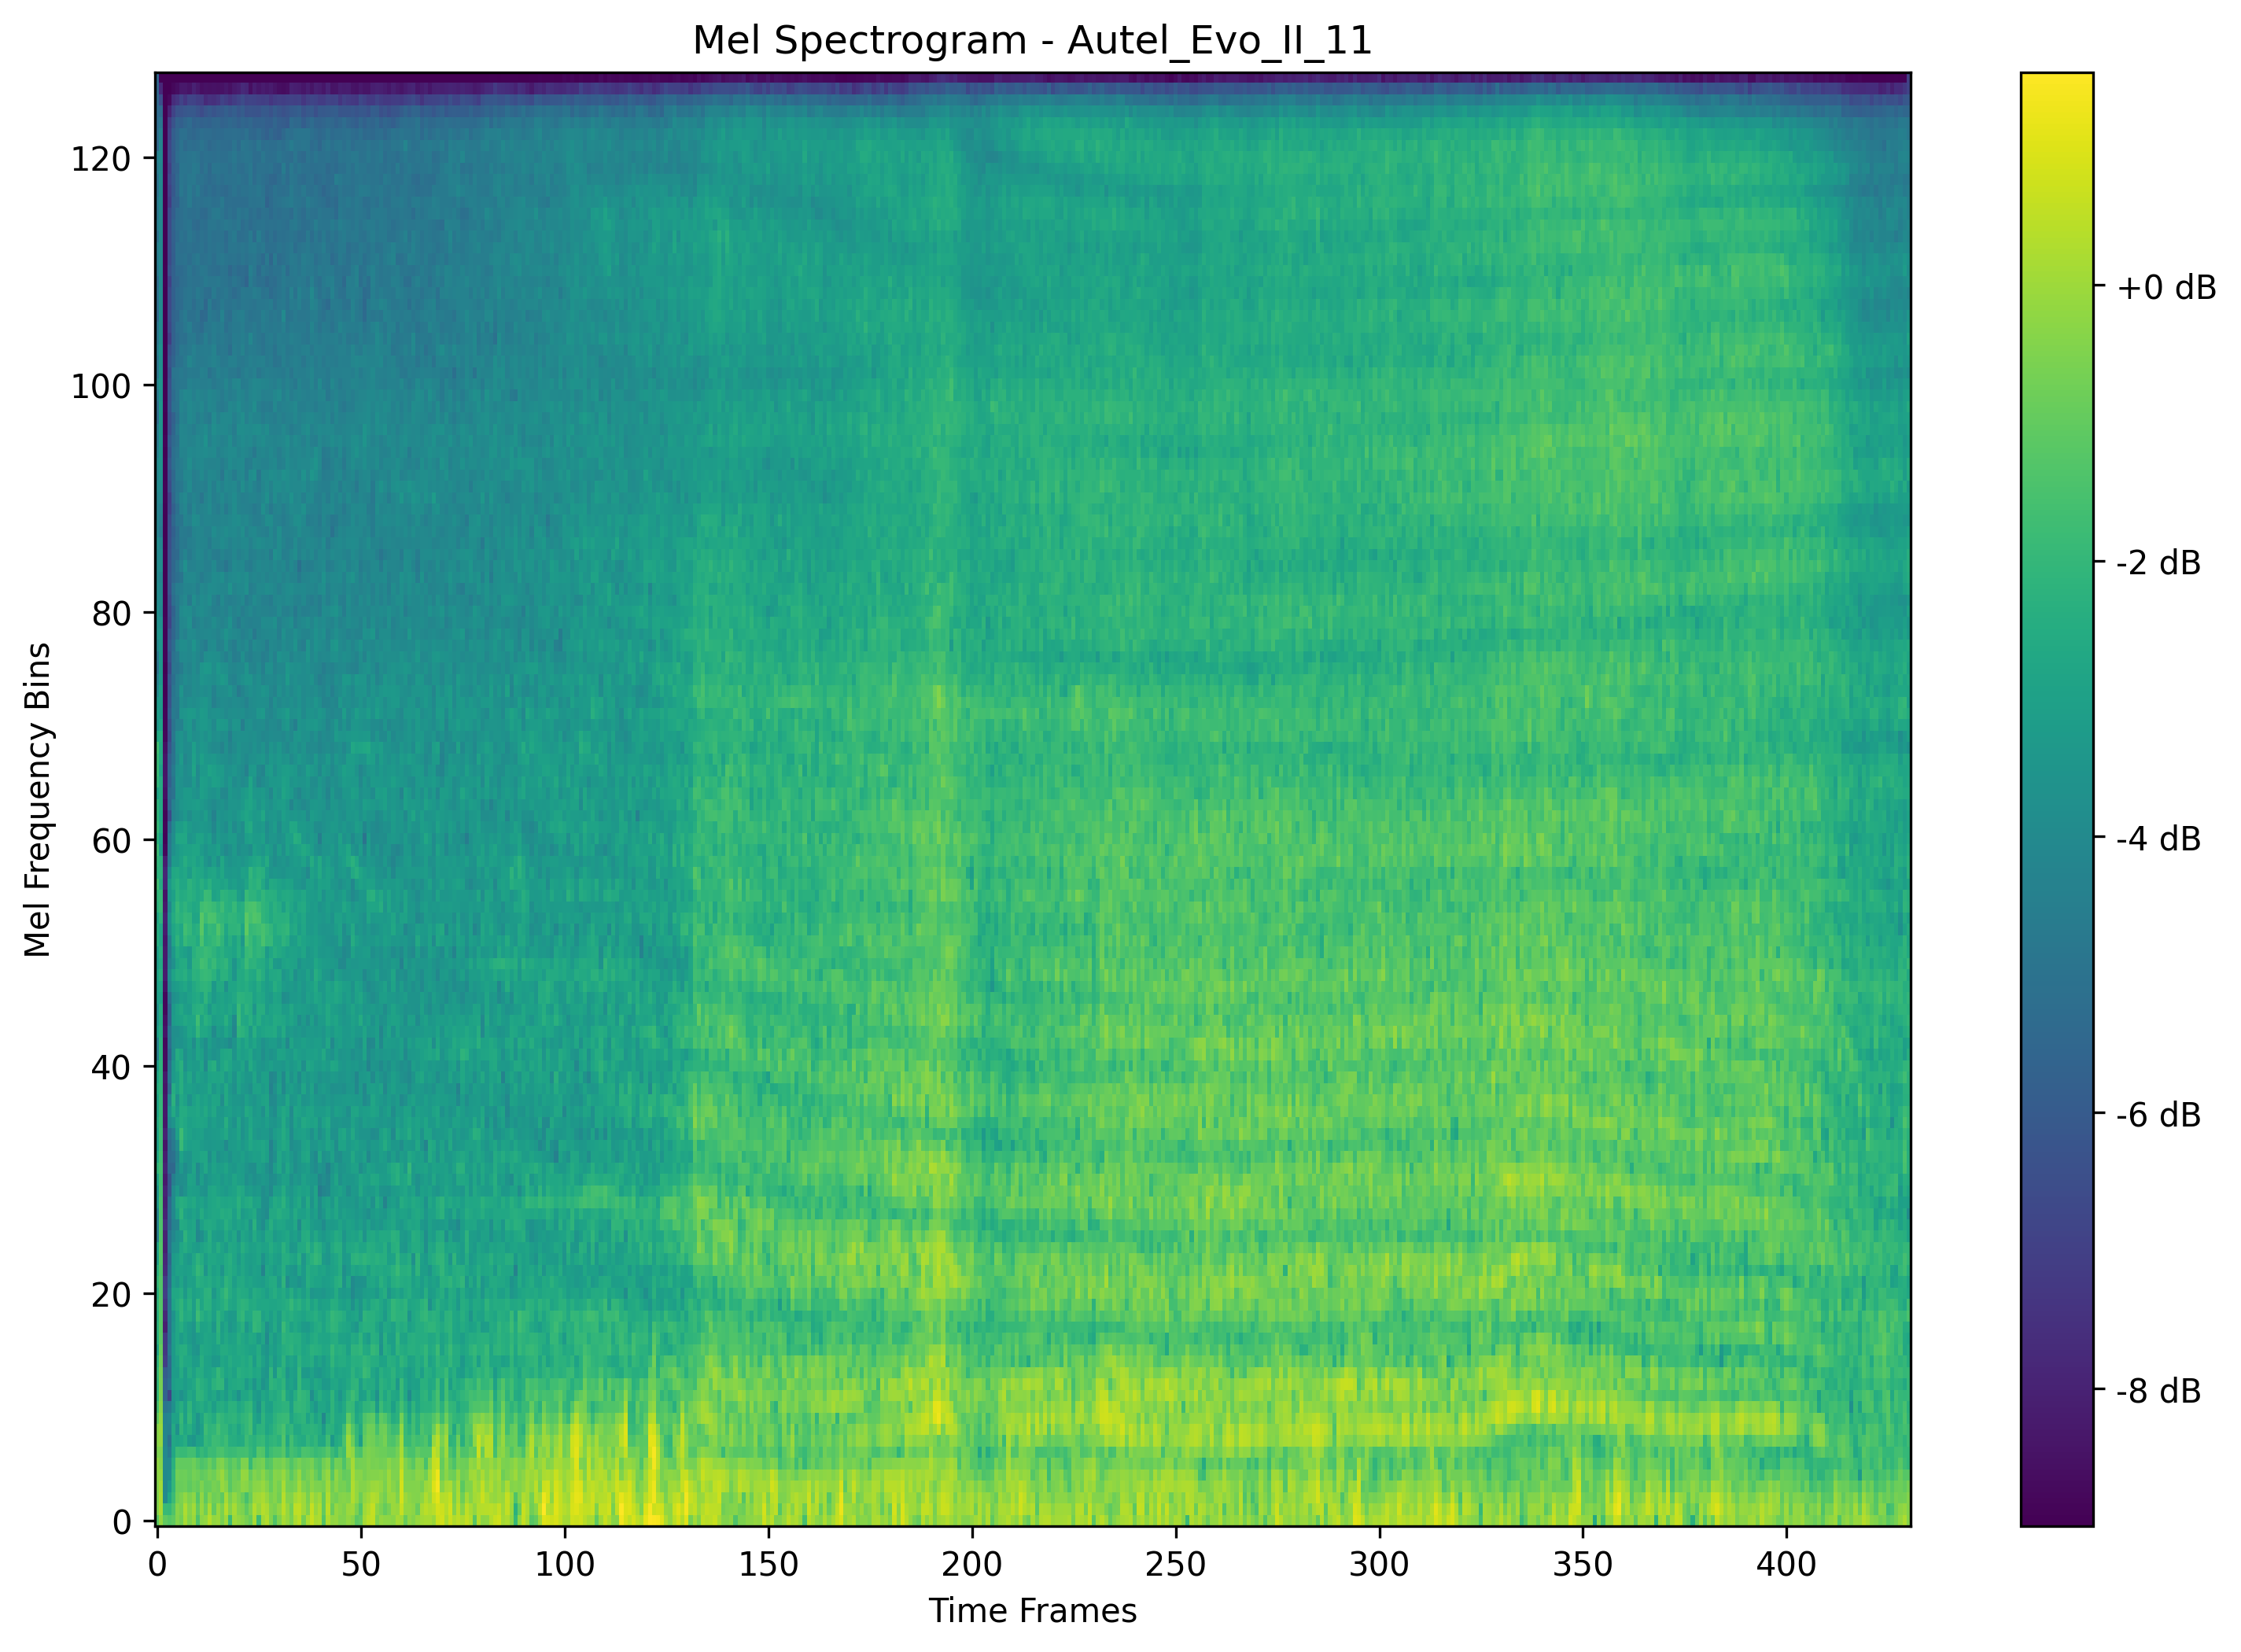 Mel Spectrogram - Autel_Evo_II_11
Mel Frequency Bins
120
100
80
60
40
20
0
0 50 100 150 200 250 300 350 400
Time Frames
+0 dB
-2 dB
-4 dB
-6 dB
-8 dB